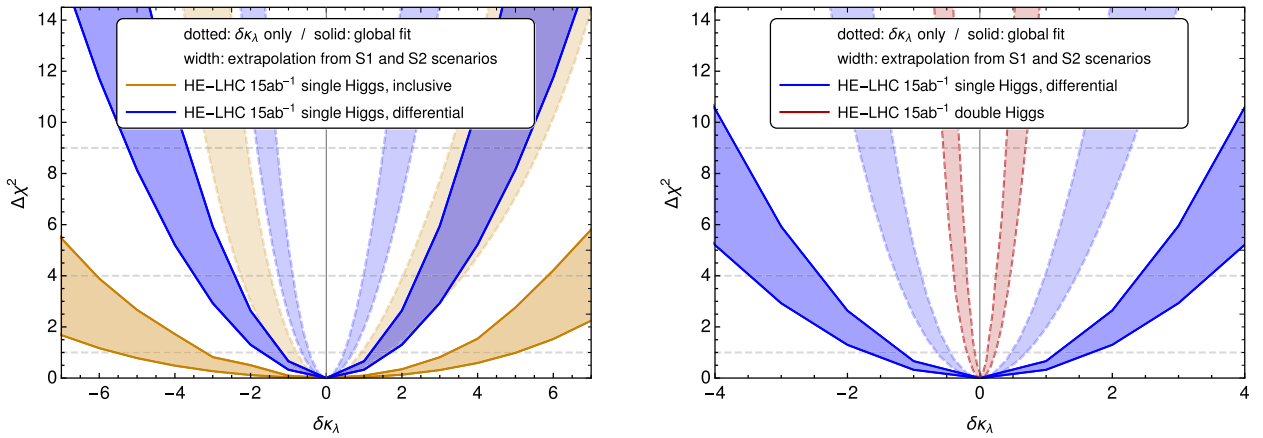 dotted: δκλ only / solid: global fit
width: extrapolation from S1 and S2 scenarios
HE−LHC 15ab⁻¹ single Higgs, inclusive
HE−LHC 15ab⁻¹ single Higgs, differential
14
12
10
8
6
4
2
0
Δχ²
−6 −4 −2 0 2 4 6
δκλ
dotted: δκλ only / solid: global fit
width: extrapolation from S1 and S2 scenarios
HE−LHC 15ab⁻¹ single Higgs, differential
HE−LHC 15ab⁻¹ double Higgs
14
12
10
8
6
4
2
0
Δχ²
−4 −2 0 2 4
δκλ